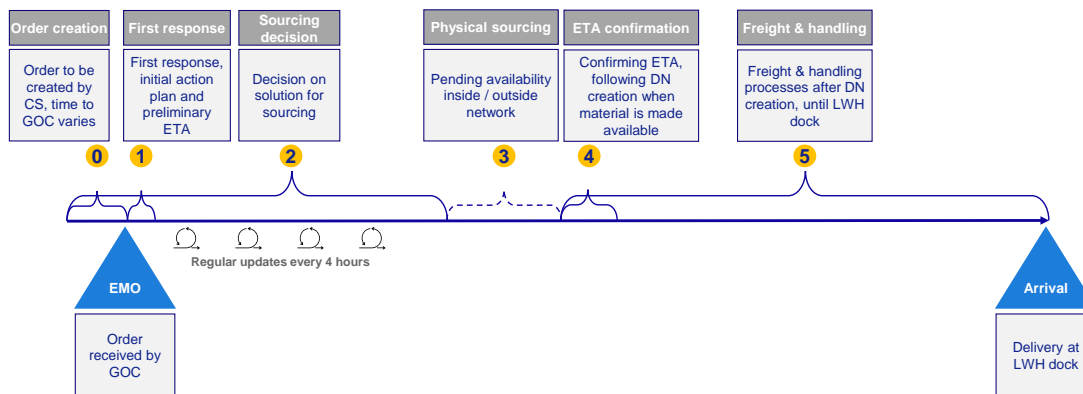 Order creation
First response
Sourcing
decision
Physical sourcing
ETA confirmation
Freight & handling
Order to be
created by
CS, time to
GOC varies
First response,
initial action
plan and
preliminary
ETA
Decision on
solution for
sourcing
Pending availability
inside / outside
network
Confirming ETA,
following DN
creation when
material is made
available
Freight & handling
processes after DN
creation, until LWH
dock
0
1
2
3
4
5
Regular updates every 4 hours
EMO
Arrival
Order
received by
GOC
Delivery at
LWH dock